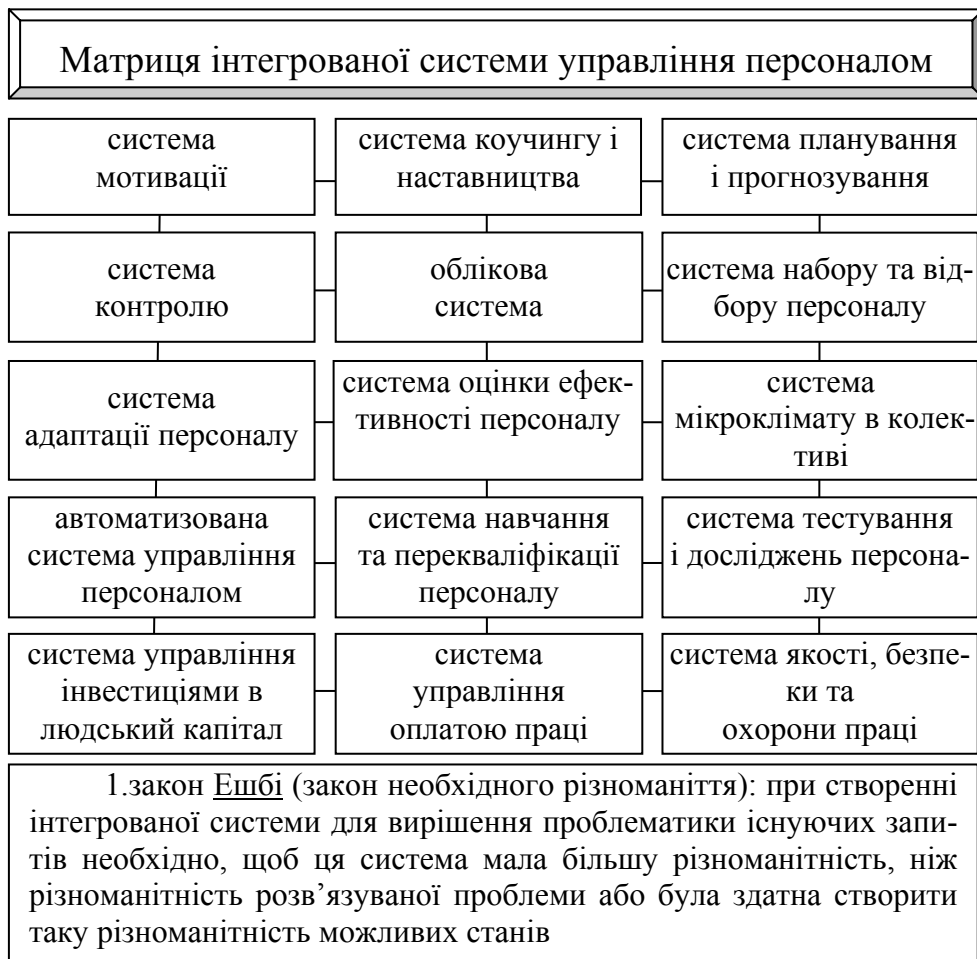 Матриця інтегрованої системи управління персоналом
система
мотивації
система коучингу і
наставництва
система планування
і прогнозування
система
контролю
облікова
система
система набору та від-
бору персоналу
система
адаптації персоналу
система оцінки ефек-
тивності персоналу
система
мікроклімату в колек-
тиві
автоматизована
система управління
персоналом
система навчання
та перекваліфікації
персоналу
система тестування
і досліджень персона-
лу
система управління
інвестиціями в
людський капітал
система
управління
оплатою праці
система якості, безпе-
ки та
охорони праці
1.закон Ешбі (закон необхідного різноманіття): при створенні
інтегрованої системи для вирішення проблематики існуючих запи-
тів необхідно, щоб ця система мала більшу різноманітність, ніж
різноманітність розв’язуваної проблеми або була здатна створити
таку різноманітність можливих станів